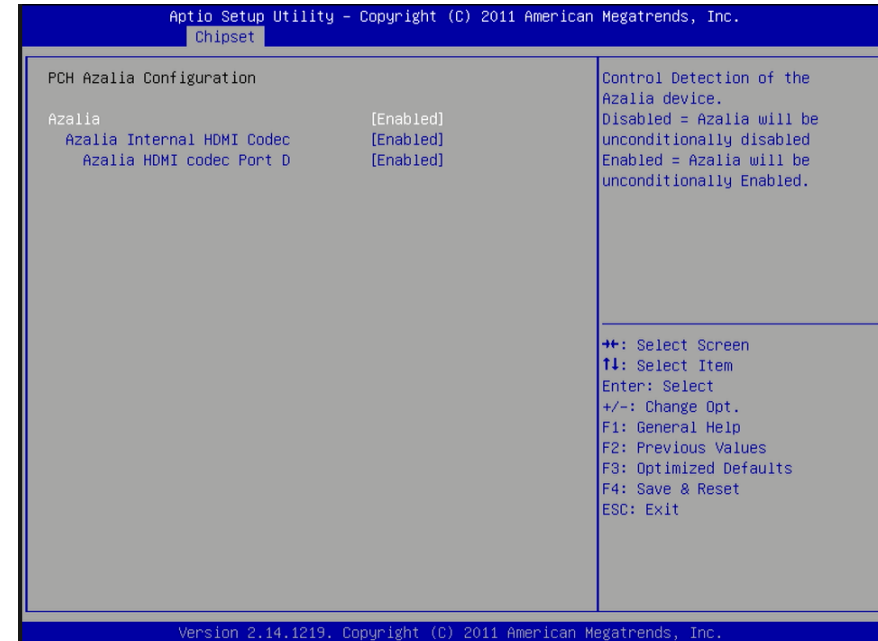 Aptio Setup Utility – Copyright (C) 2011 American Megatrends, Inc.
Chipset
PCH Azalia Configuration
Azalia [Enabled]
Azalia Internal HDMI Codec [Enabled]
Azalia HDMI codec Port D [Enabled]
Control Detection of the
Azalia device.
Disabled = Azalia will be
unconditionally disabled
Enabled = Azalia will be
unconditionally Enabled.
→←: Select Screen
↑↓: Select Item
Enter: Select
+/-: Change Opt.
F1: General Help
F2: Previous Values
F3: Optimized Defaults
F4: Save & Reset
ESC: Exit
Version 2.14.1219. Copyright (C) 2011 American Megatrends, Inc.